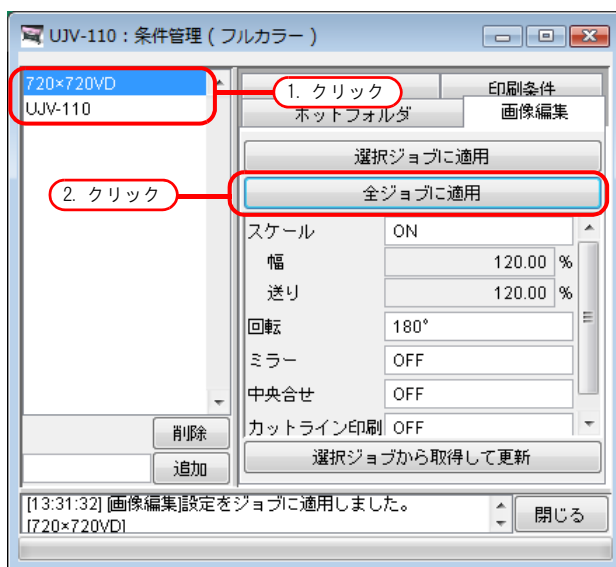 UJV-110：条件管理 ( フルカラー )
720×720VD
UJV-110
1. クリック
印刷条件
ホットフォルダ
画像編集
選択ジョブに適用
2. クリック
全ジョブに適用
スケール ON
幅 120.00 %
送り 120.00 %
回転 180°
ミラー OFF
中央合せ OFF
カットライン印刷 OFF
削除
追加
選択ジョブから取得して更新
[13:31:32] [画像編集]設定をジョブに適用しました。
[720×720VD]
閉じる